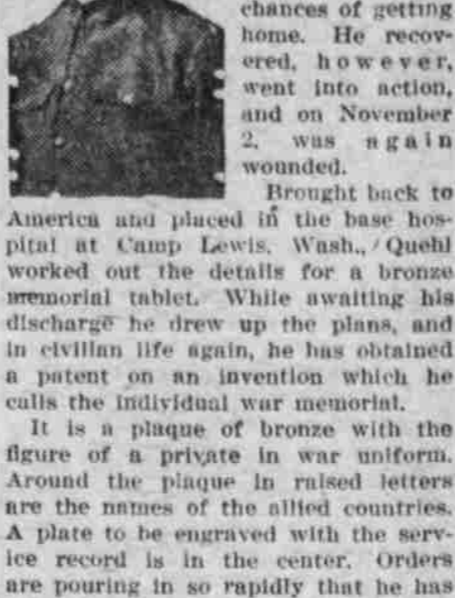 chances of getting
home. He recov-
ered, however,
went into action,
and on November
2, was again
wounded.
Brought back to
America and placed in the base hos-
pital at Camp Lewis, Wash., Quehl
worked out the details for a bronze
memorial tablet. While awaiting his
discharge he drew up the plans, and
in civilian life again, he has obtained
a patent on an invention which he
calls the individual war memorial.
It is a plaque of bronze with the
figure of a private in war uniform.
Around the plaque in raised letters
are the names of the allied countries.
A plate to be engraved with the serv-
ice record is in the center. Orders
are pouring in so rapidly that he has